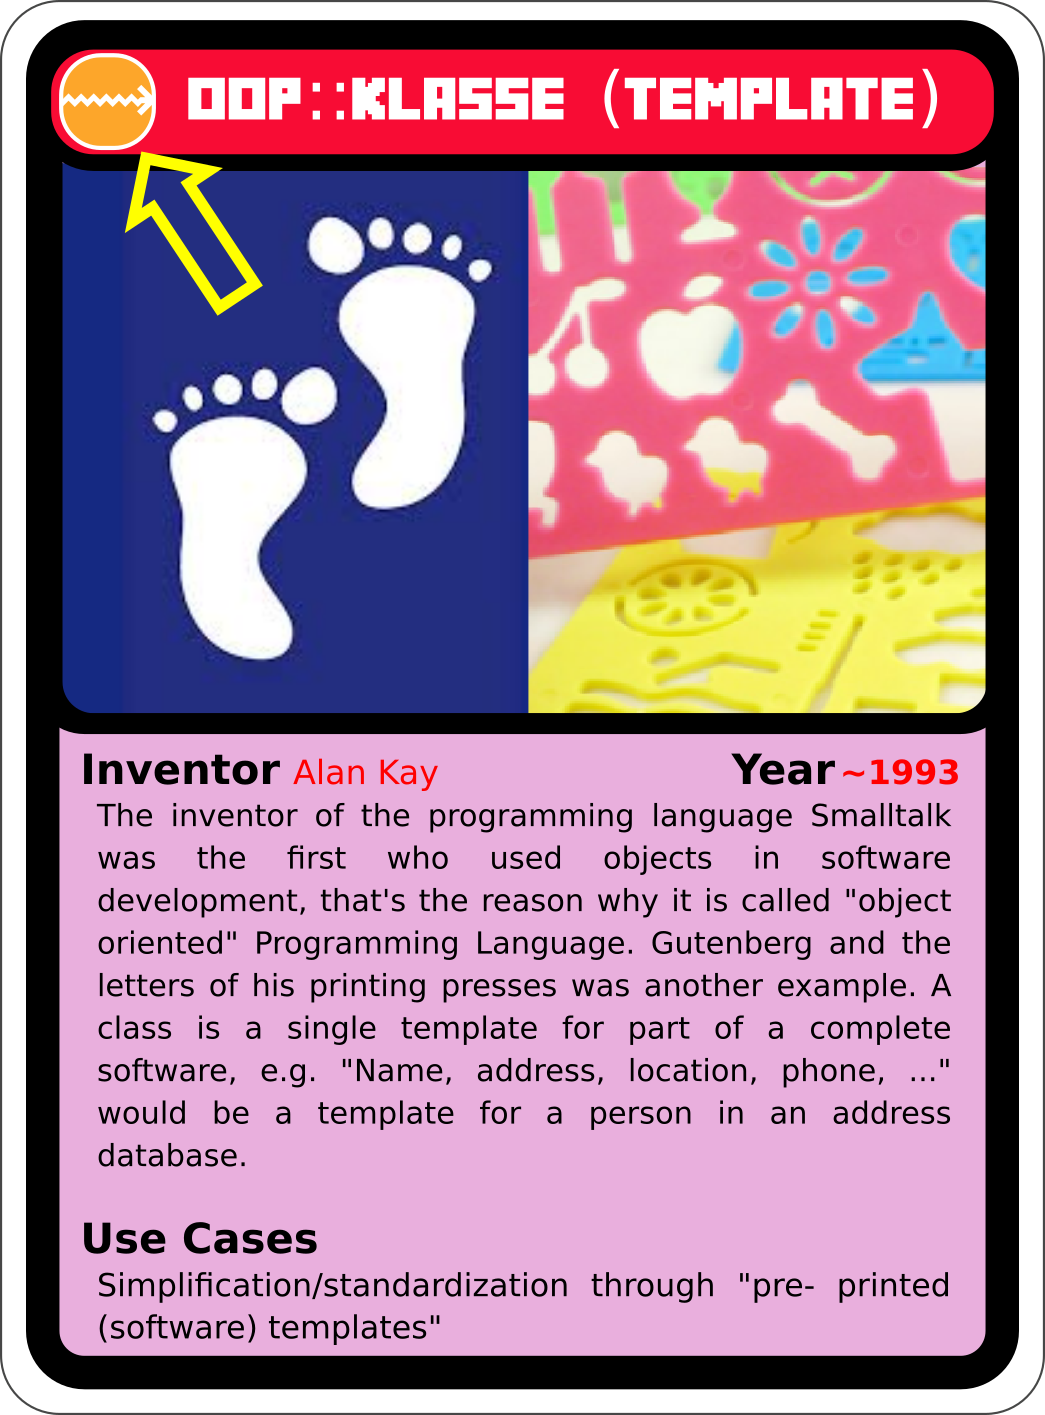 OOP::KLASSE (TEMPLATE)
Inventor Alan Kay Year ~1993
The inventor of the programming language Smalltalk
was the first who used objects in software
development, that's the reason why it is called "object
oriented" Programming Language. Gutenberg and the
letters of his printing presses was another example. A
class is a single template for part of a complete
software, e.g. "Name, address, location, phone, ..."
would be a template for a person in an address
database.
Use Cases
Simplification/standardization through "pre- printed
(software) templates"